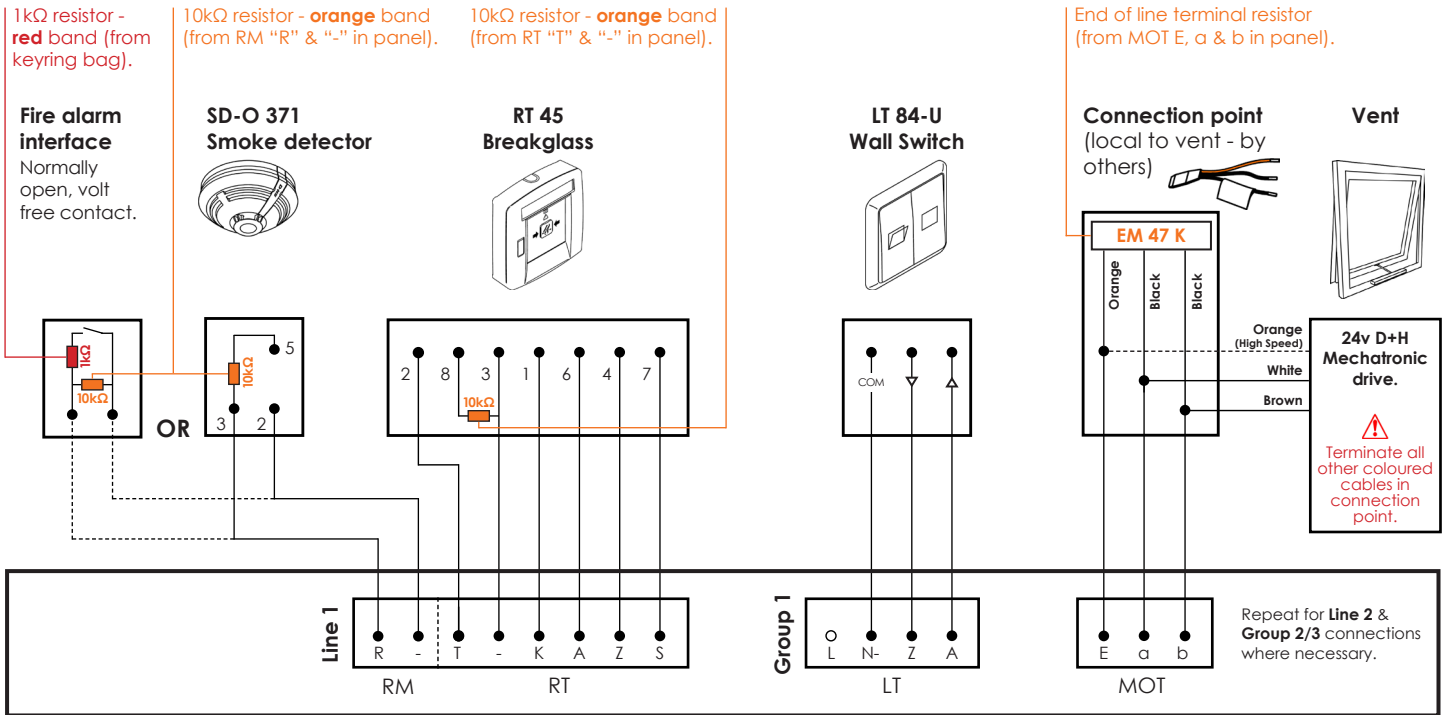 1kΩ resistor -
red band (from
keyring bag).
10kΩ resistor - orange band
(from RM “R” & “-” in panel).
10kΩ resistor - orange band
(from RT “T” & “-” in panel).
End of line terminal resistor
(from MOT E, a & b in panel).
Fire alarm
interface
Normally
open, volt
free contact.
SD-O 371
Smoke detector
RT 45
Breakglass
LT 84-U
Wall Switch
Connection point
(local to vent - by
others)
Vent
EM 47 K
Orange
Black
Black
1kΩ
10kΩ
OR
10kΩ
5
3
2
2
8
3
1
6
4
7
10kΩ
COM
Orange
(High Speed)
White
Brown
24v D+H
Mechatronic
drive.
Terminate all
other coloured
cables in
connection
point.
Line 1
R
-
T
-
K
A
Z
S
RM
RT
Group 1
L
N-
Z
A
LT
E
a
b
MOT
Repeat for Line 2 &
Group 2/3 connections
where necessary.